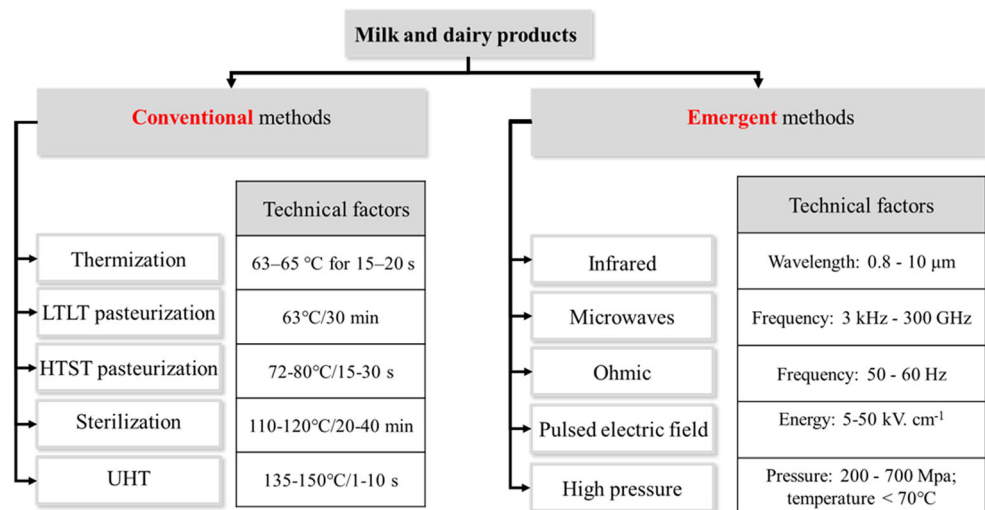 Milk and dairy products
Conventional methods
Technical factors
Thermization
63–65 °C for 15–20 s
LTLT pasteurization
63°C/30 min
HTST pasteurization
72-80°C/15-30 s
Sterilization
110-120°C/20-40 min
UHT
135-150°C/1-10 s
Emergent methods
Technical factors
Infrared
Wavelength: 0.8 - 10 μm
Microwaves
Frequency: 3 kHz - 300 GHz
Ohmic
Frequency: 50 - 60 Hz
Pulsed electric field
Energy: 5-50 kV. cm⁻¹
High pressure
Pressure: 200 - 700 Mpa;
temperature < 70°C